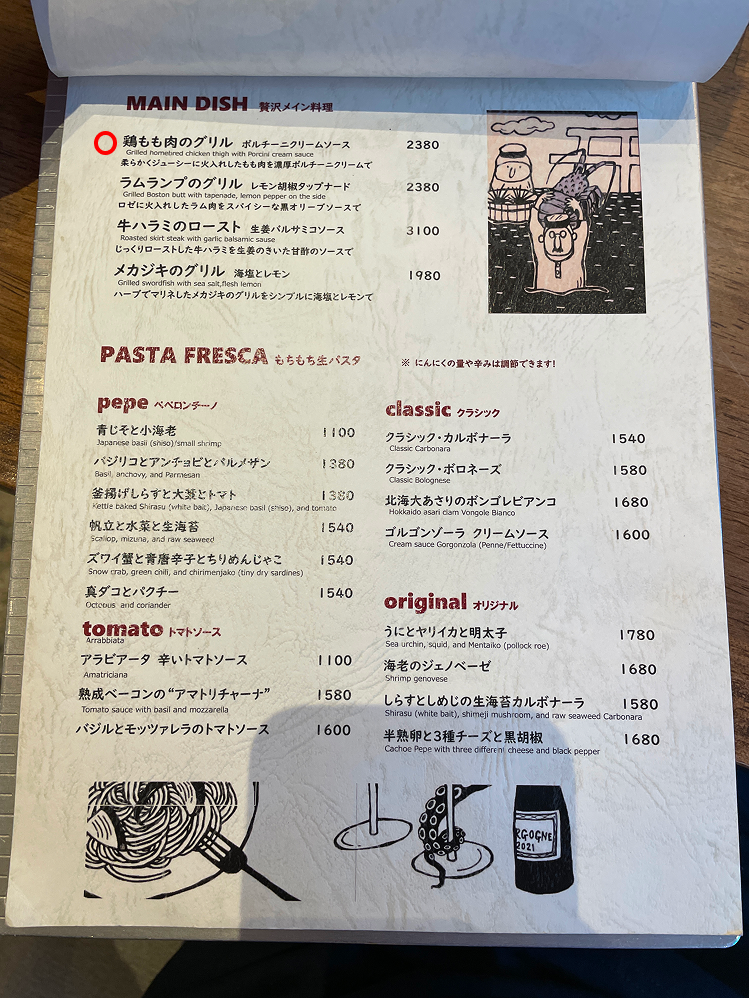 MAIN DISH 贅沢メイン料理
鶏もも肉のグリル ポルチーニクリームソース 2380
Grilled homebred chicken thigh with Porcini cream sauce
柔らかくジューシーに火入れしたもも肉を濃厚ポルチーニクリームで
ラムランプのグリル レモン胡椒タップナード 2380
Grilled Boston butt with tapenade, lemon pepper on the side
ロゼに火入れしたラム肉をスパイシーな黒オリーブソースで
牛ハラミのロースト 生姜バルサミコソース 3100
Roasted skirt steak with garlic balsamic sause
じっくりローストした牛ハラミを生姜のきいた甘酢のソースで
メカジキのグリル 海塩とレモン 1980
Grilled swordfish with sea salt,flesh lemon
ハーブでマリネしたメカジキのグリルをシンプルに海塩とレモンで
PASTA FRESCA もちもち生パスタ ※ にんにくの量や辛みは調節できます!
pepe ペペロンチーノ
青じそと小海老 1100
Japanese basil (shiso)/small shrimp
バジリコとアンチョビとパルメザン 1380
Basil, anchovy, and Parmesan
釜揚げしらすと大葉とトマト 1380
Kettle baked Shirasu (white bait), Japanese basil (shiso), and tomato
帆立と水菜と生海苔 1540
Scallop, mizuna, and raw seaweed
ズワイ蟹と青唐辛子とちりめんじゃこ 1540
Snow crab, green chili, and chirimenjako (tiny dry sardines)
真ダコとパクチー 1540
Octopus and coriander
tomato トマトソース
Arrabbiata
アラビアータ 辛いトマトソース 1100
Amatriciana
熟成ベーコンの“アマトリチャーナ” 1580
Tomato sauce with basil and mozzarella
バジルとモッツァレラのトマトソース 1600
classic クラシック
クラシック・カルボナーラ 1540
Classic Carbonara
クラシック・ボロネーズ 1580
Classic Bolognese
北海大あさりのボンゴレビアンコ 1680
Hokkaido asari clam Vongole Bianco
ゴルゴンゾーラ クリームソース 1600
Cream sauce Gorgonzola (Penne/Fettuccine)
original オリジナル
うにとヤリイカと明太子 1780
Sea urchin, squid, and Mentaiko (pollock roe)
海老のジェノベーゼ 1680
Shrimp genovese
しらすとしめじの生海苔カルボナーラ 1580
Shirasu (white bait), shimeji mushroom, and raw seaweed Carbonara
半熟卵と3種チーズと黒胡椒 1680
Cachoe Pepe with three different cheese and black pepper
RGOGNE
2021